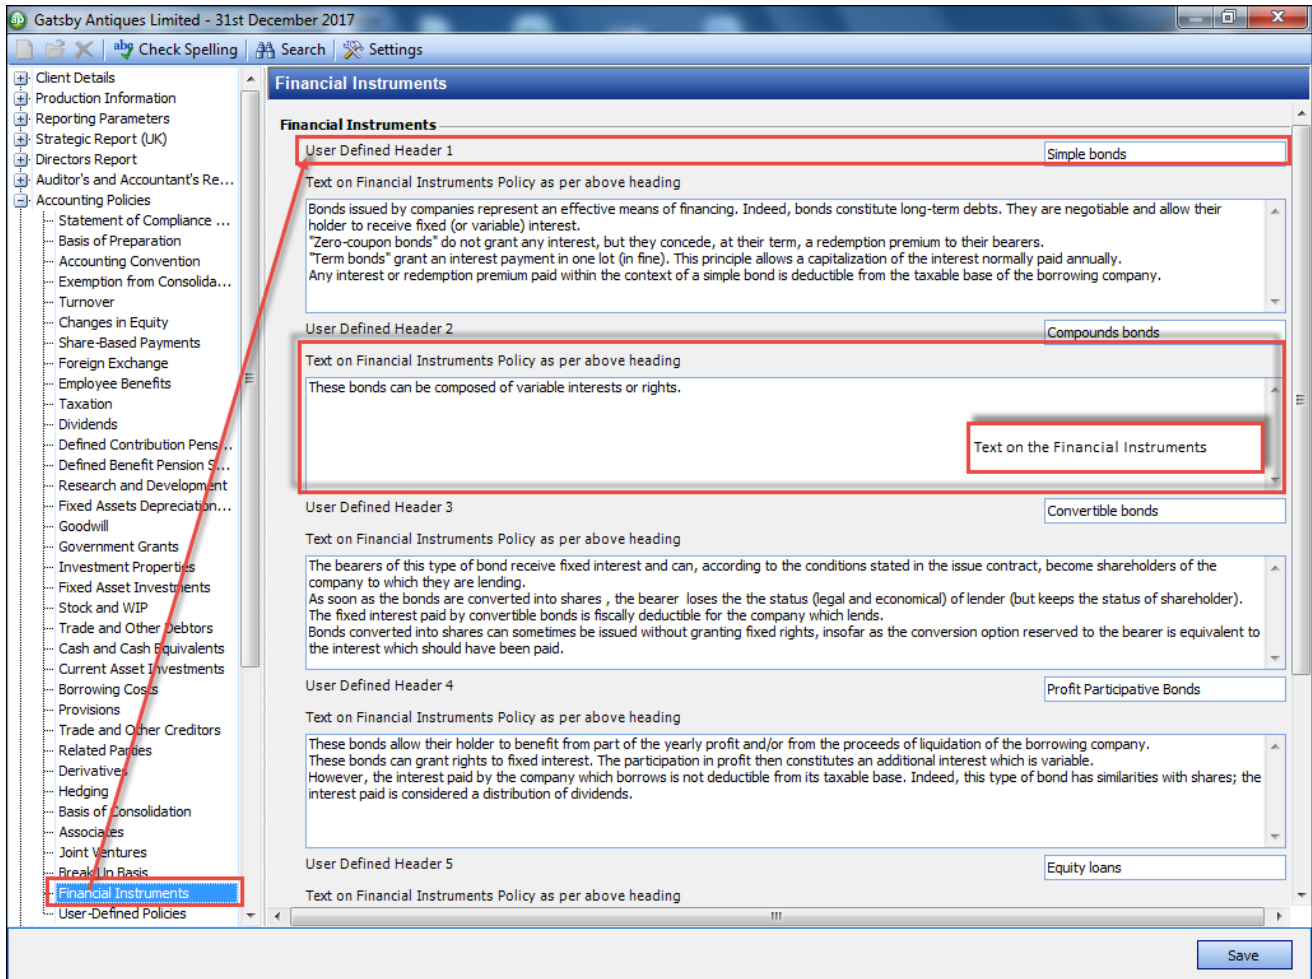 Gatsby Antiques Limited - 31st December 2017
abc Check Spelling Search Settings
Client Details
Production Information
Reporting Parameters
Strategic Report (UK)
Directors Report
Auditor's and Accountant's Re...
Accounting Policies
Statement of Compliance ...
Basis of Preparation
Accounting Convention
Exemption from Consolida...
Turnover
Changes in Equity
Share-Based Payments
Foreign Exchange
Employee Benefits
Taxation
Dividends
Defined Contribution Pens...
Defined Benefit Pension S...
Research and Development
Fixed Assets Depreciation...
Goodwill
Government Grants
Investment Properties
Fixed Asset Investments
Stock and WIP
Trade and Other Debtors
Cash and Cash Equivalents
Current Asset Investments
Borrowing Costs
Provisions
Trade and Other Creditors
Related Parties
Derivatives
Hedging
Basis of Consolidation
Associates
Joint Ventures
Break Up Basis
Financial Instruments
User-Defined Policies
Financial Instruments
Financial Instruments
User Defined Header 1 Simple bonds
Text on Financial Instruments Policy as per above heading
Bonds issued by companies represent an effective means of financing. Indeed, bonds constitute long-term debts. They are negotiable and allow their
holder to receive fixed (or variable) interest.
"Zero-coupon bonds" do not grant any interest, but they concede, at their term, a redemption premium to their bearers.
"Term bonds" grant an interest payment in one lot (in fine). This principle allows a capitalization of the interest normally paid annually.
Any interest or redemption premium paid within the context of a simple bond is deductible from the taxable base of the borrowing company.
User Defined Header 2 Compounds bonds
Text on Financial Instruments Policy as per above heading
These bonds can be composed of variable interests or rights.
Text on the Financial Instruments
User Defined Header 3 Convertible bonds
Text on Financial Instruments Policy as per above heading
The bearers of this type of bond receive fixed interest and can, according to the conditions stated in the issue contract, become shareholders of the
company to which they are lending.
As soon as the bonds are converted into shares , the bearer loses the the status (legal and economical) of lender (but keeps the status of shareholder).
The fixed interest paid by convertible bonds is fiscally deductible for the company which lends.
Bonds converted into shares can sometimes be issued without granting fixed rights, insofar as the conversion option reserved to the bearer is equivalent to
the interest which should have been paid.
User Defined Header 4 Profit Participative Bonds
Text on Financial Instruments Policy as per above heading
These bonds allow their holder to benefit from part of the yearly profit and/or from the proceeds of liquidation of the borrowing company.
These bonds can grant rights to fixed interest. The participation in profit then constitutes an additional interest which is variable.
However, the interest paid by the company which borrows is not deductible from its taxable base. Indeed, this type of bond has similarities with shares; the
interest paid is considered a distribution of dividends.
User Defined Header 5 Equity loans
Text on Financial Instruments Policy as per above heading
Save